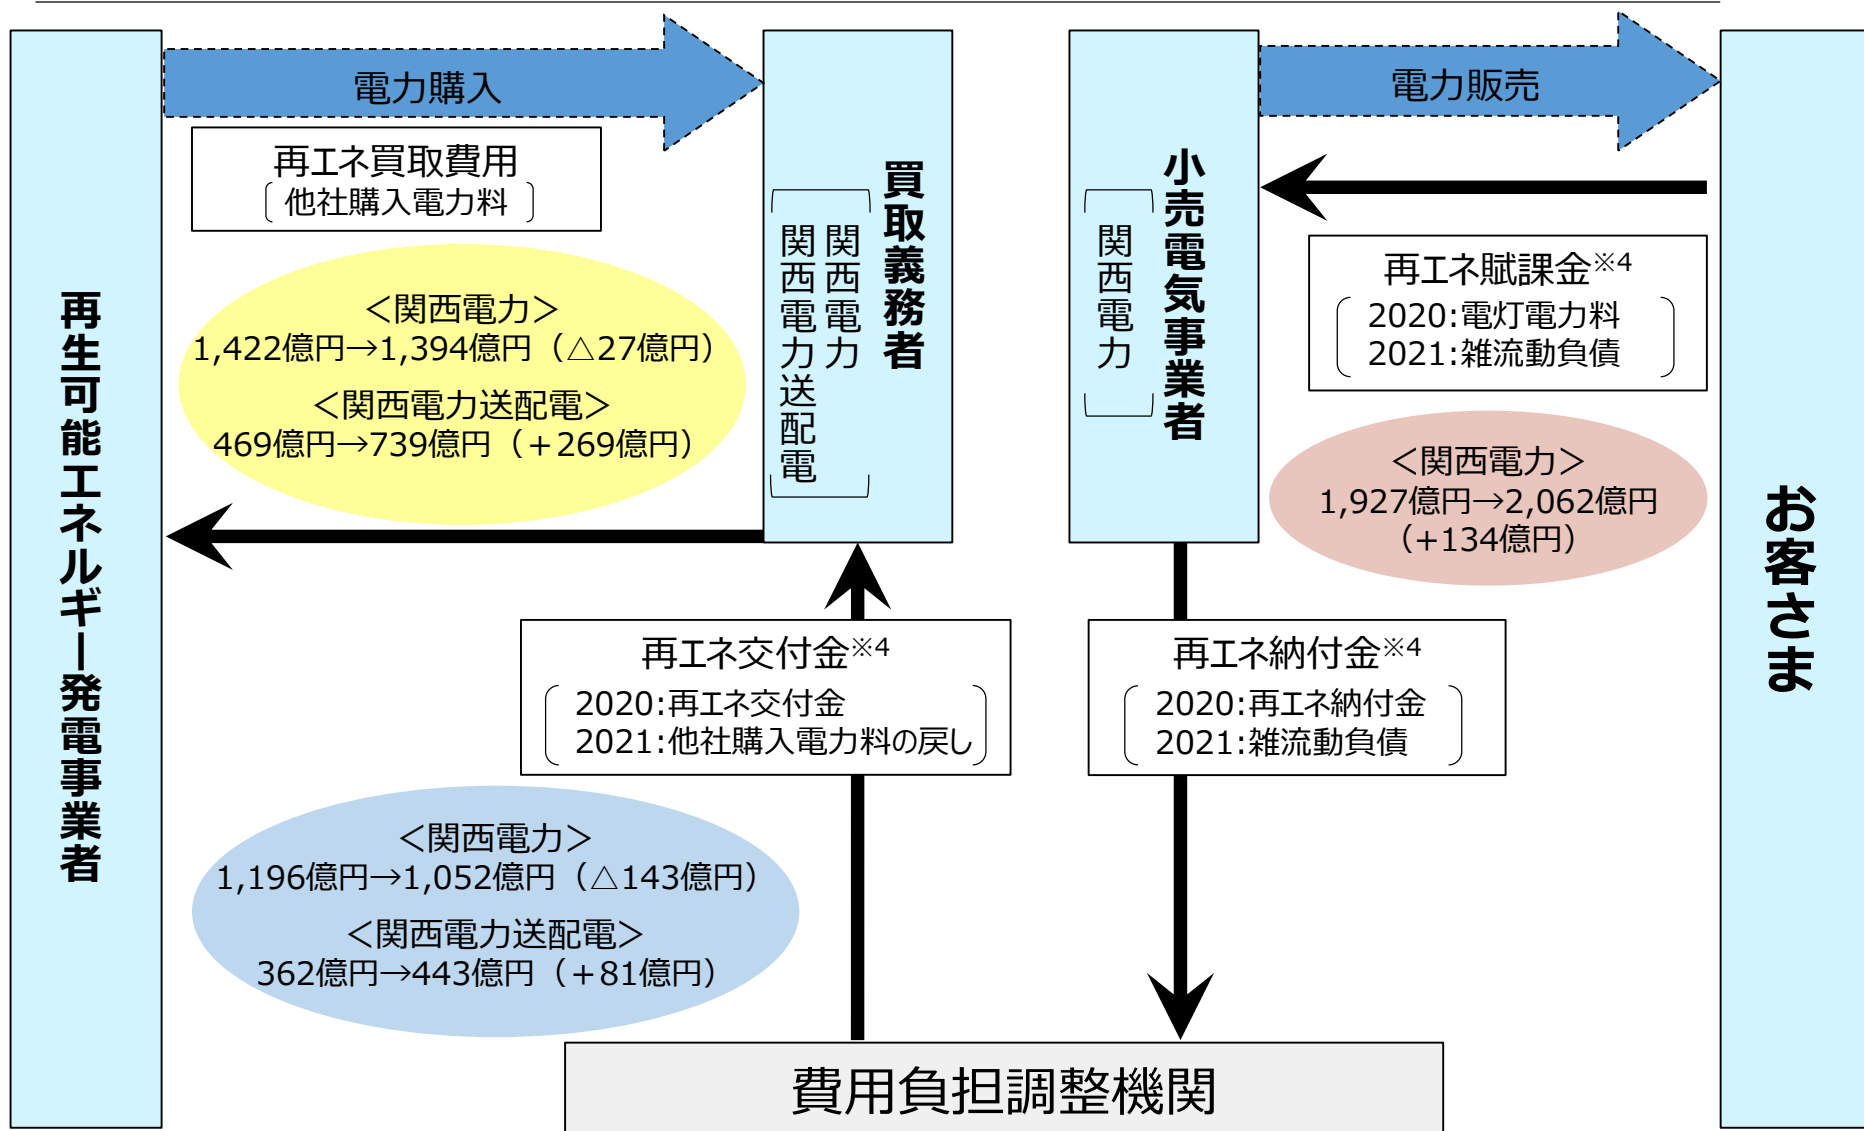 電力購入
電力販売
再エネ買取費用
他社購入電力料
再生可能エネルギー発電事業者
＜関西電力＞
1,422億円→1,394億円（△27億円）
＜関西電力送配電＞
469億円→739億円（＋269億円）
買取義務者
関西電力
関西電力送配電
小売電気事業者
関西電力
再エネ賦課金※4
2020:電灯電力料
2021:雑流動負債
＜関西電力＞
1,927億円→2,062億円
（+134億円）
お客さま
再エネ交付金※4
2020:再エネ交付金
2021:他社購入電力料の戻し
再エネ納付金※4
2020:再エネ納付金
2021:雑流動負債
＜関西電力＞
1,196億円→1,052億円（△143億円）
＜関西電力送配電＞
362億円→443億円（＋81億円）
費用負担調整機関